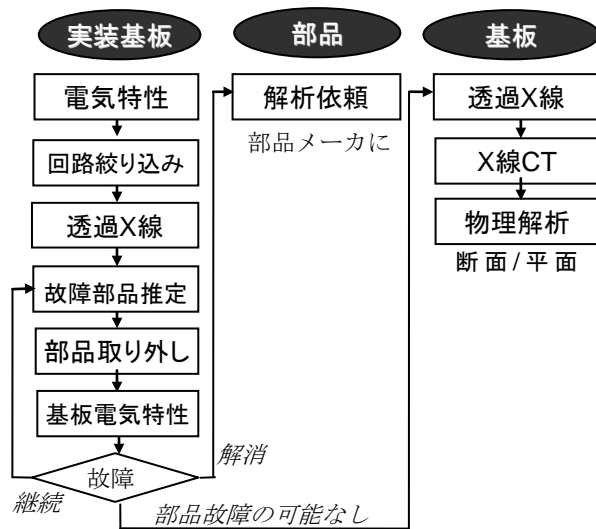 実装基板
電気特性
回路絞り込み
透過X線
故障部品推定
部品取り外し
基板電気特性
故障
継続
解消
部品故障の可能なし
部品
解析依頼
部品メーカに
基板
透過X線
X線CT
物理解析
断面/平面